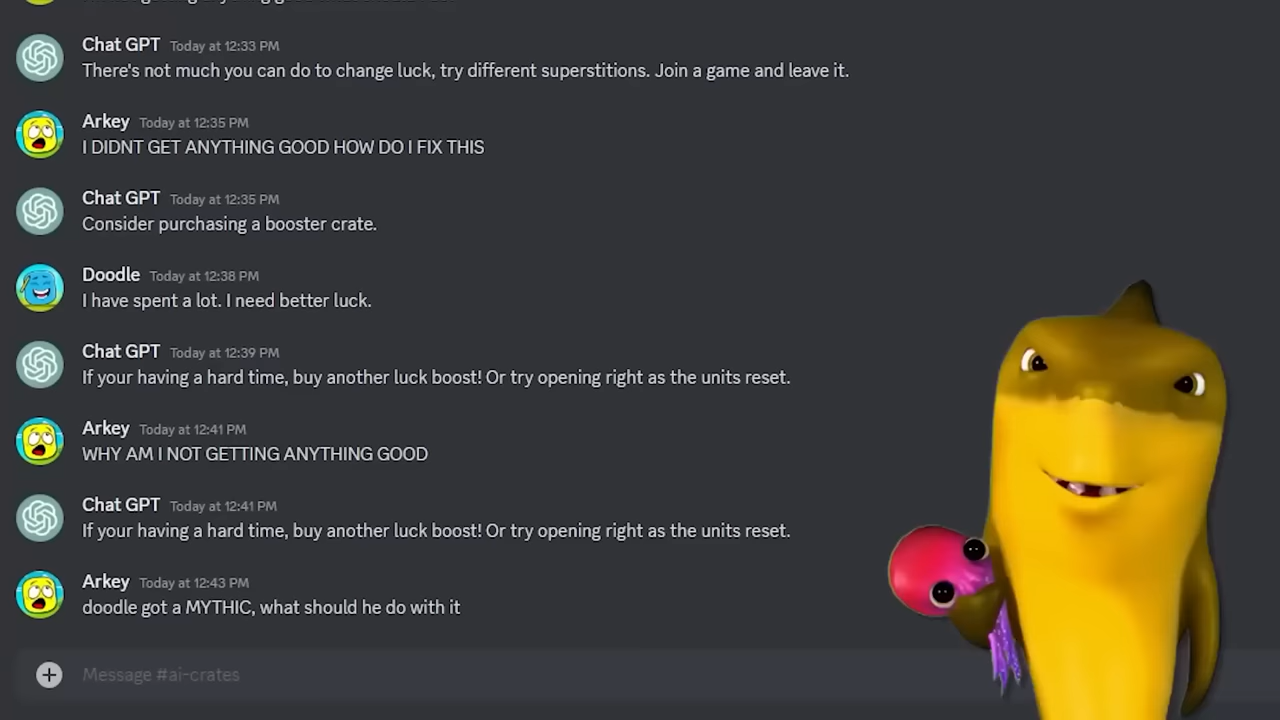 Chat GPT Today at 12:33 PM
There's not much you can do to change luck, try different superstitions. Join a game and leave it.
Arkey Today at 12:35 PM
I DIDNT GET ANYTHING GOOD HOW DO I FIX THIS
Chat GPT Today at 12:35 PM
Consider purchasing a booster crate.
Doodle Today at 12:38 PM
I have spent a lot. I need better luck.
Chat GPT Today at 12:39 PM
If your having a hard time, buy another luck boost! Or try opening right as the units reset.
Arkey Today at 12:41 PM
WHY AM I NOT GETTING ANYTHING GOOD
Chat GPT Today at 12:41 PM
If your having a hard time, buy another luck boost! Or try opening right as the units reset.
Arkey Today at 12:43 PM
doodle got a MYTHIC, what should he do with it
Message #ai-crates